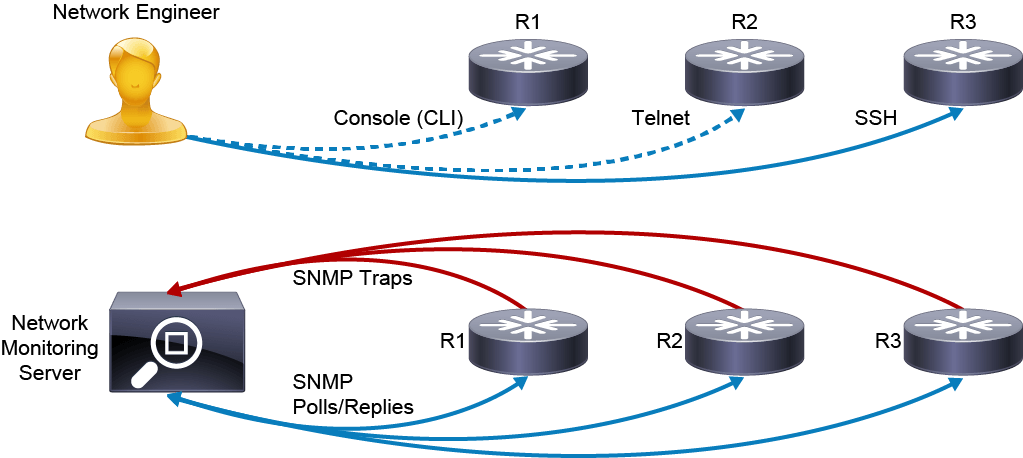 Network Engineer
R1
R2
R3
Console (CLI)
Telnet
SSH
SNMP Traps
Network
Monitoring
Server
R1
R2
R3
SNMP
Polls/Replies